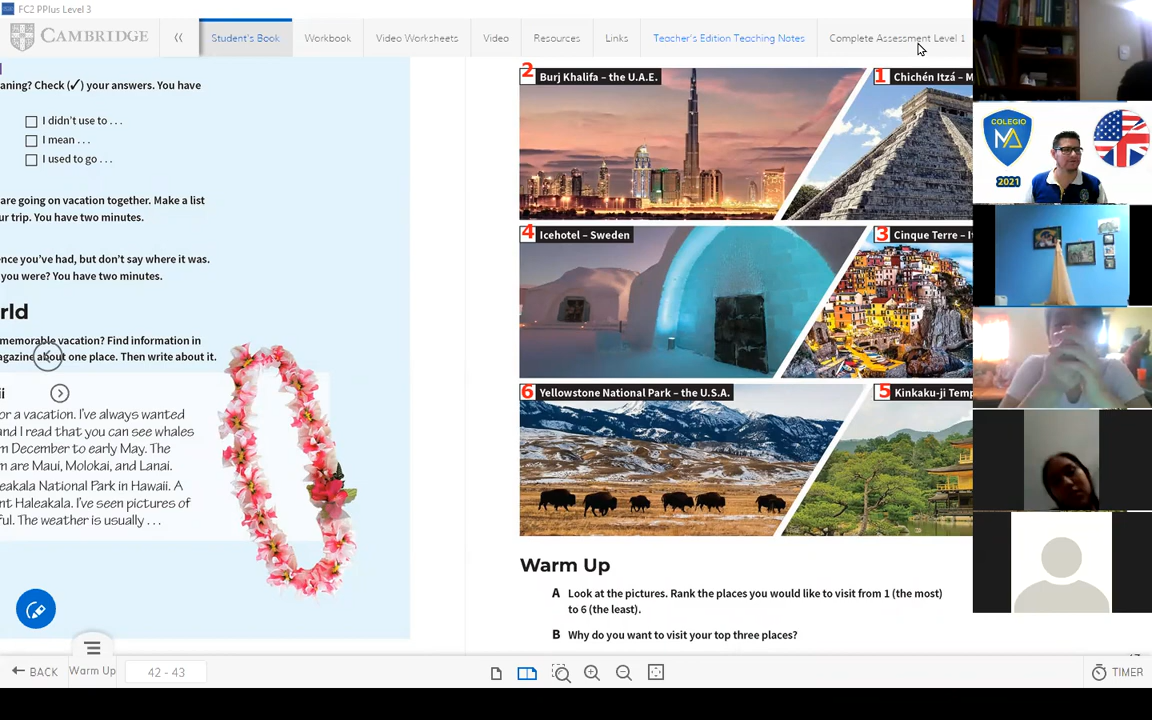 FC2 PPlus Level 3
CAMBRIDGE
Student's Book
Workbook
Video Worksheets
Video
Resources
Links
Teacher's Edition Teaching Notes
Complete Assessment Level 1
aning? Check (✓) your answers. You have
I didn't use to . . .
I mean . . .
I used to go . . .
are going on vacation together. Make a list
ur trip. You have two minutes.
ence you've had, but don't say where it was.
you were? You have two minutes.
rld
memorable vacation? Find information in
agazine about one place. Then write about it.
ii
or a vacation. I've always wanted
and I read that you can see whales
m December to early May. The
n are Maui, Molokai, and Lanai.
eakala National Park in Hawaii. A
nt Haleakala. I've seen pictures of
ful. The weather is usually . . .
2 Burj Khalifa – the U.A.E.
1 Chichén Itzá – M
4 Icehotel – Sweden
3 Cinque Terre – It
6 Yellowstone National Park – the U.S.A.
5 Kinkaku-ji Temp
Warm Up
A Look at the pictures. Rank the places you would like to visit from 1 (the most)
to 6 (the least).
B Why do you want to visit your top three places?
COLEGIO
MA
2021
BACK
Warm Up
42 - 43
TIMER